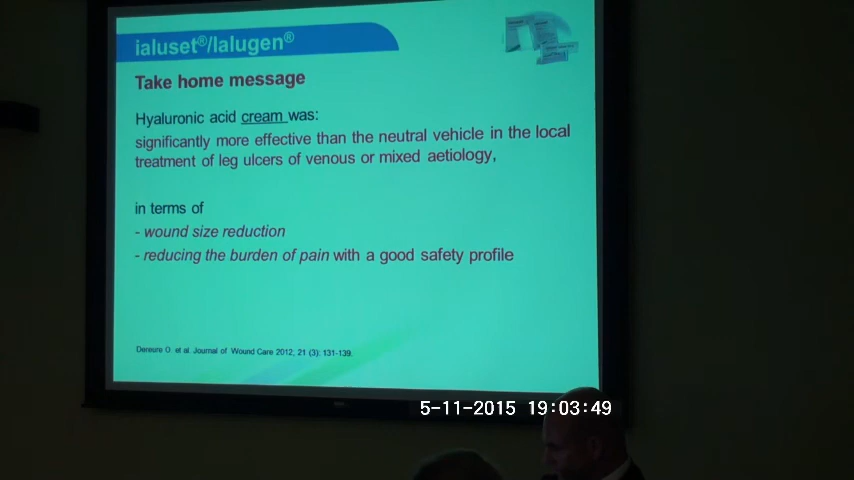 ialuset®/Ialugen®
Take home message
Hyaluronic acid cream was:
significantly more effective than the neutral vehicle in the local
treatment of leg ulcers of venous or mixed aetiology,
in terms of
- wound size reduction
- reducing the burden of pain with a good safety profile
Dereure O. et al. Journal of Wound Care 2012; 21 (3): 131-139.
5-11-2015 19:03:49